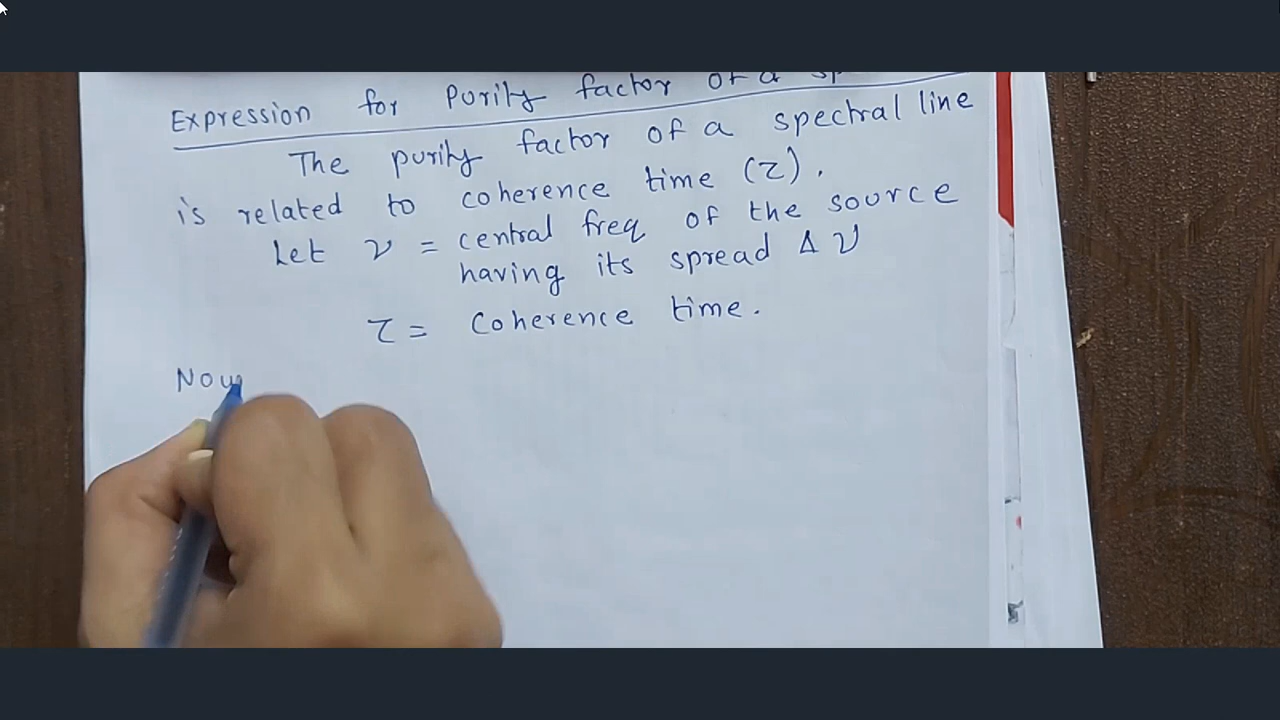 Expression for Purity factor of a sp
The purity factor of a spectral line
is related to coherence time (τ).
Let ν = central freq of the source
having its spread Δ ν
τ = Coherence time.
Now